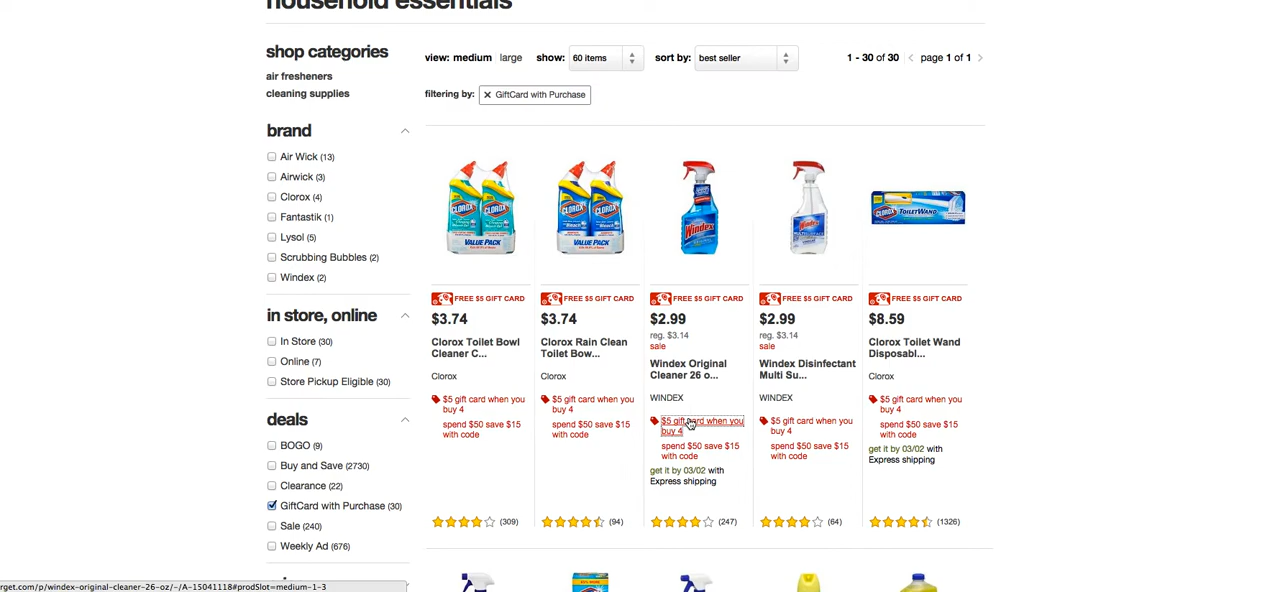 household essentials
shop categories
air fresheners
cleaning supplies
brand
Air Wick (13)
Airwick (3)
Clorox (4)
Fantastik (1)
Lysol (5)
Scrubbing Bubbles (2)
Windex (2)
in store, online
In Store (30)
Online (7)
Store Pickup Eligible (30)
deals
BOGO (9)
Buy and Save (2730)
Clearance (22)
GiftCard with Purchase (30)
Sale (240)
Weekly Ad (676)
view: medium large show: 60 items sort by: best seller 1 - 30 of 30 page 1 of 1
filtering by: GiftCard with Purchase
CLOROX
VALUE PACK
FREE $5 GIFT CARD
$3.74
Clorox Toilet Bowl
Cleaner C...
Clorox
$5 gift card when you
buy 4
spend $50 save $15
with code
(309)
CLOROX
VALUE PACK
FREE $5 GIFT CARD
$3.74
Clorox Rain Clean
Toilet Bow...
Clorox
$5 gift card when you
buy 4
spend $50 save $15
with code
(94)
Windex
FREE $5 GIFT CARD
$2.99
reg. $3.14
sale
Windex Original
Cleaner 26 o...
WINDEX
$5 gift card when you
buy 4
spend $50 save $15
with code
get it by 03/02 with
Express shipping
(247)
Windex
FREE $5 GIFT CARD
$2.99
reg. $3.14
sale
Windex Disinfectant
Multi Su...
WINDEX
$5 gift card when you
buy 4
spend $50 save $15
with code
(64)
CLOROX TOILETWAND
FREE $5 GIFT CARD
$8.59
Clorox Toilet Wand
Disposabl...
Clorox
$5 gift card when you
buy 4
spend $50 save $15
with code
get it by 03/02 with
Express shipping
(1326)
rget.com/p/windex-original-cleaner-26-oz/-/A-15041118#prodSlot=medium-1-3